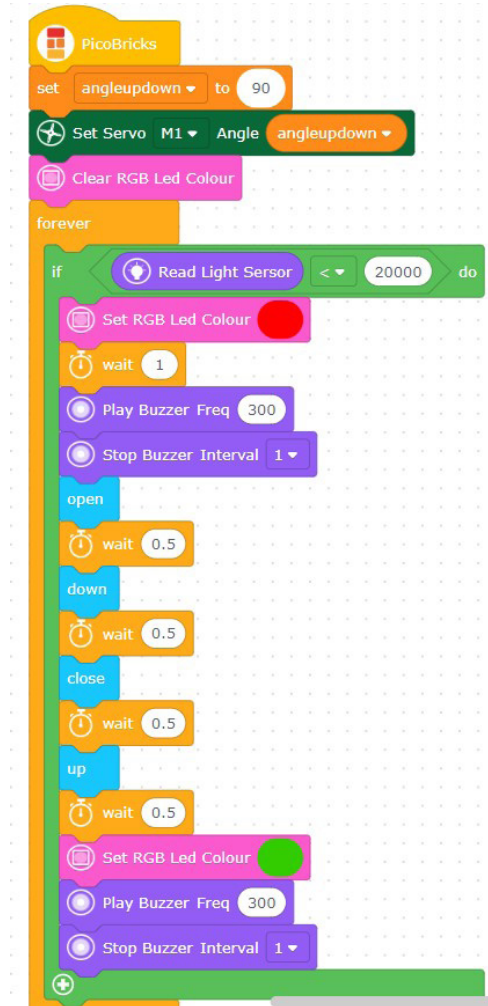 PicoBricks
set angleupdown to 90
Set Servo M1 Angle angleupdown
Clear RGB Led Colour
forever
if Read Light Sersor < 20000 do
Set RGB Led Colour
wait 1
Play Buzzer Freq 300
Stop Buzzer Interval 1
open
wait 0.5
down
wait 0.5
close
wait 0.5
up
wait 0.5
Set RGB Led Colour
Play Buzzer Freq 300
Stop Buzzer Interval 1